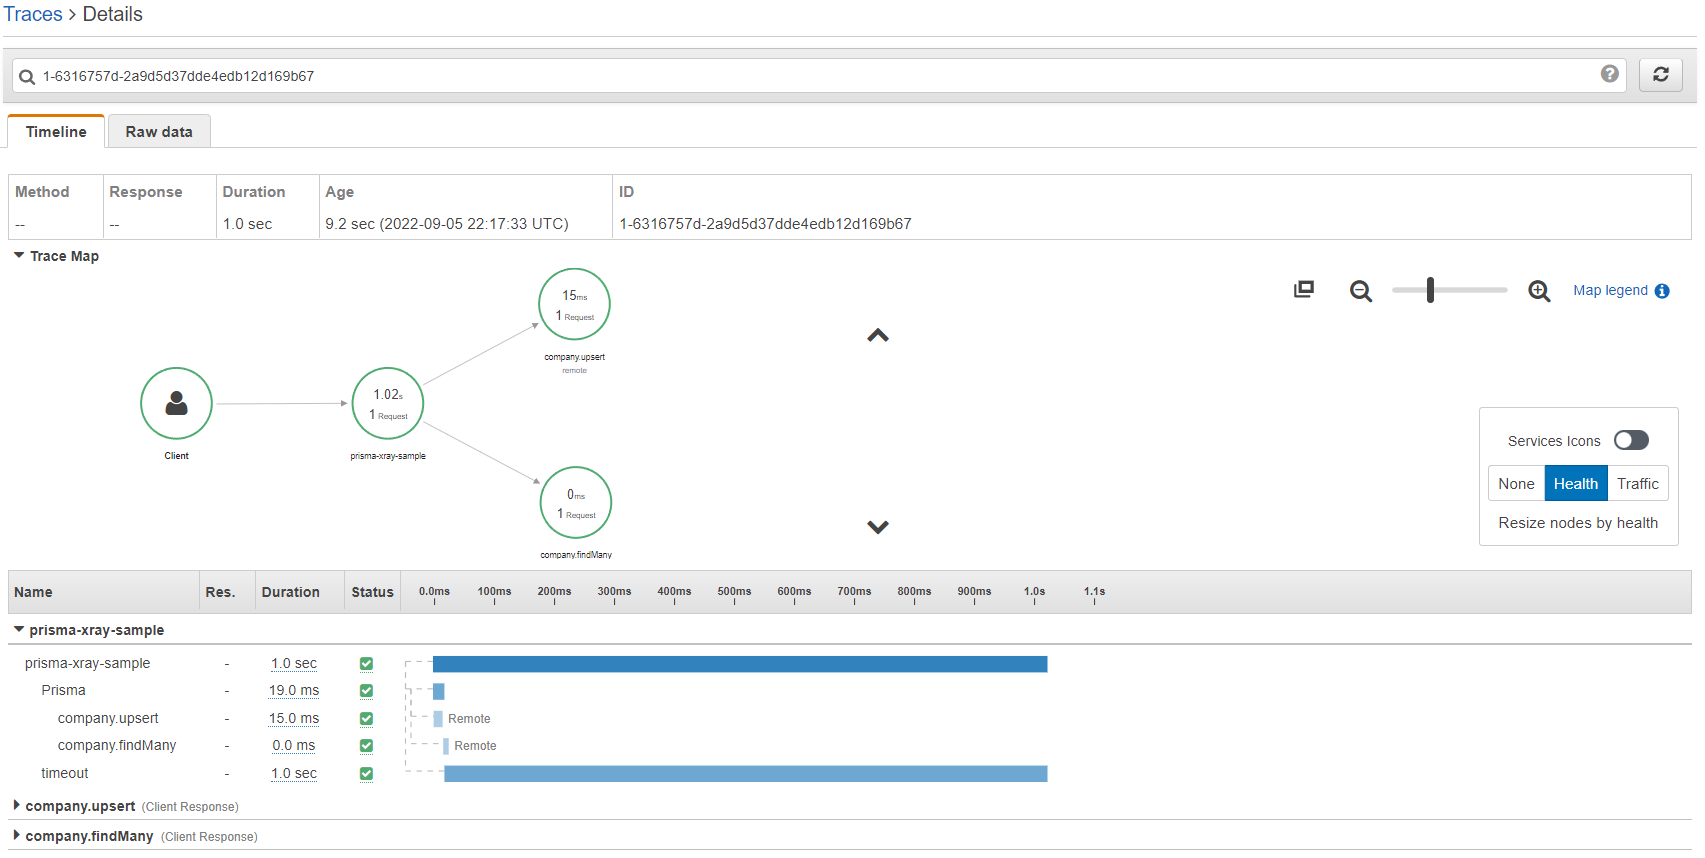 Traces > Details
1-6316757d-2a9d5d37dde4edb12d169b67
Timeline Raw data
Method Response Duration Age ID
-- -- 1.0 sec 9.2 sec (2022-09-05 22:17:33 UTC) 1-6316757d-2a9d5d37dde4edb12d169b67
Trace Map
Map legend
15ms
1 Request
company.upsert
remote
Client
1.02s
1 Request
prisma-xray-sample
0ms
1 Request
company.findMany
Services Icons
None Health Traffic
Resize nodes by health
Name Res. Duration Status 0.0ms 100ms 200ms 300ms 400ms 500ms 600ms 700ms 800ms 900ms 1.0s 1.1s
prisma-xray-sample
prisma-xray-sample - 1.0 sec
Prisma - 19.0 ms
company.upsert - 15.0 ms Remote
company.findMany - 0.0 ms Remote
timeout - 1.0 sec
company.upsert (Client Response)
company.findMany (Client Response)